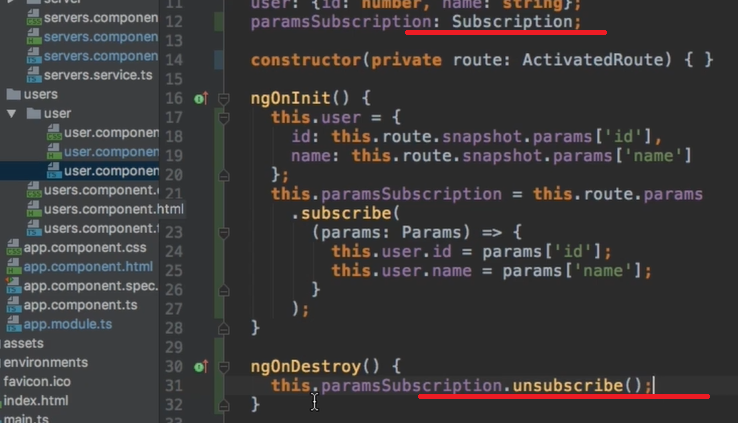 server
servers.component
servers.component
servers.component
servers.service.ts
users
user
user.componen
user.componen
user.componen
users.component.
users.component.html
users.component.
app.component.css
app.component.html
app.component.spec.
app.component.ts
app.module.ts
assets
environments
favicon.ico
index.html
main.ts
11 user: {id: number, name: string};
12 paramsSubscription: Subscription;
13
14 constructor(private route: ActivatedRoute) { }
15
16 ngOnInit() {
17 this.user = {
18 id: this.route.snapshot.params['id'],
19 name: this.route.snapshot.params['name']
20 };
21 this.paramsSubscription = this.route.params
22 .subscribe(
23 (params: Params) => {
24 this.user.id = params['id'];
25 this.user.name = params['name'];
26 }
27 );
28 }
29
30 ngOnDestroy() {
31 this.paramsSubscription.unsubscribe();
32 }